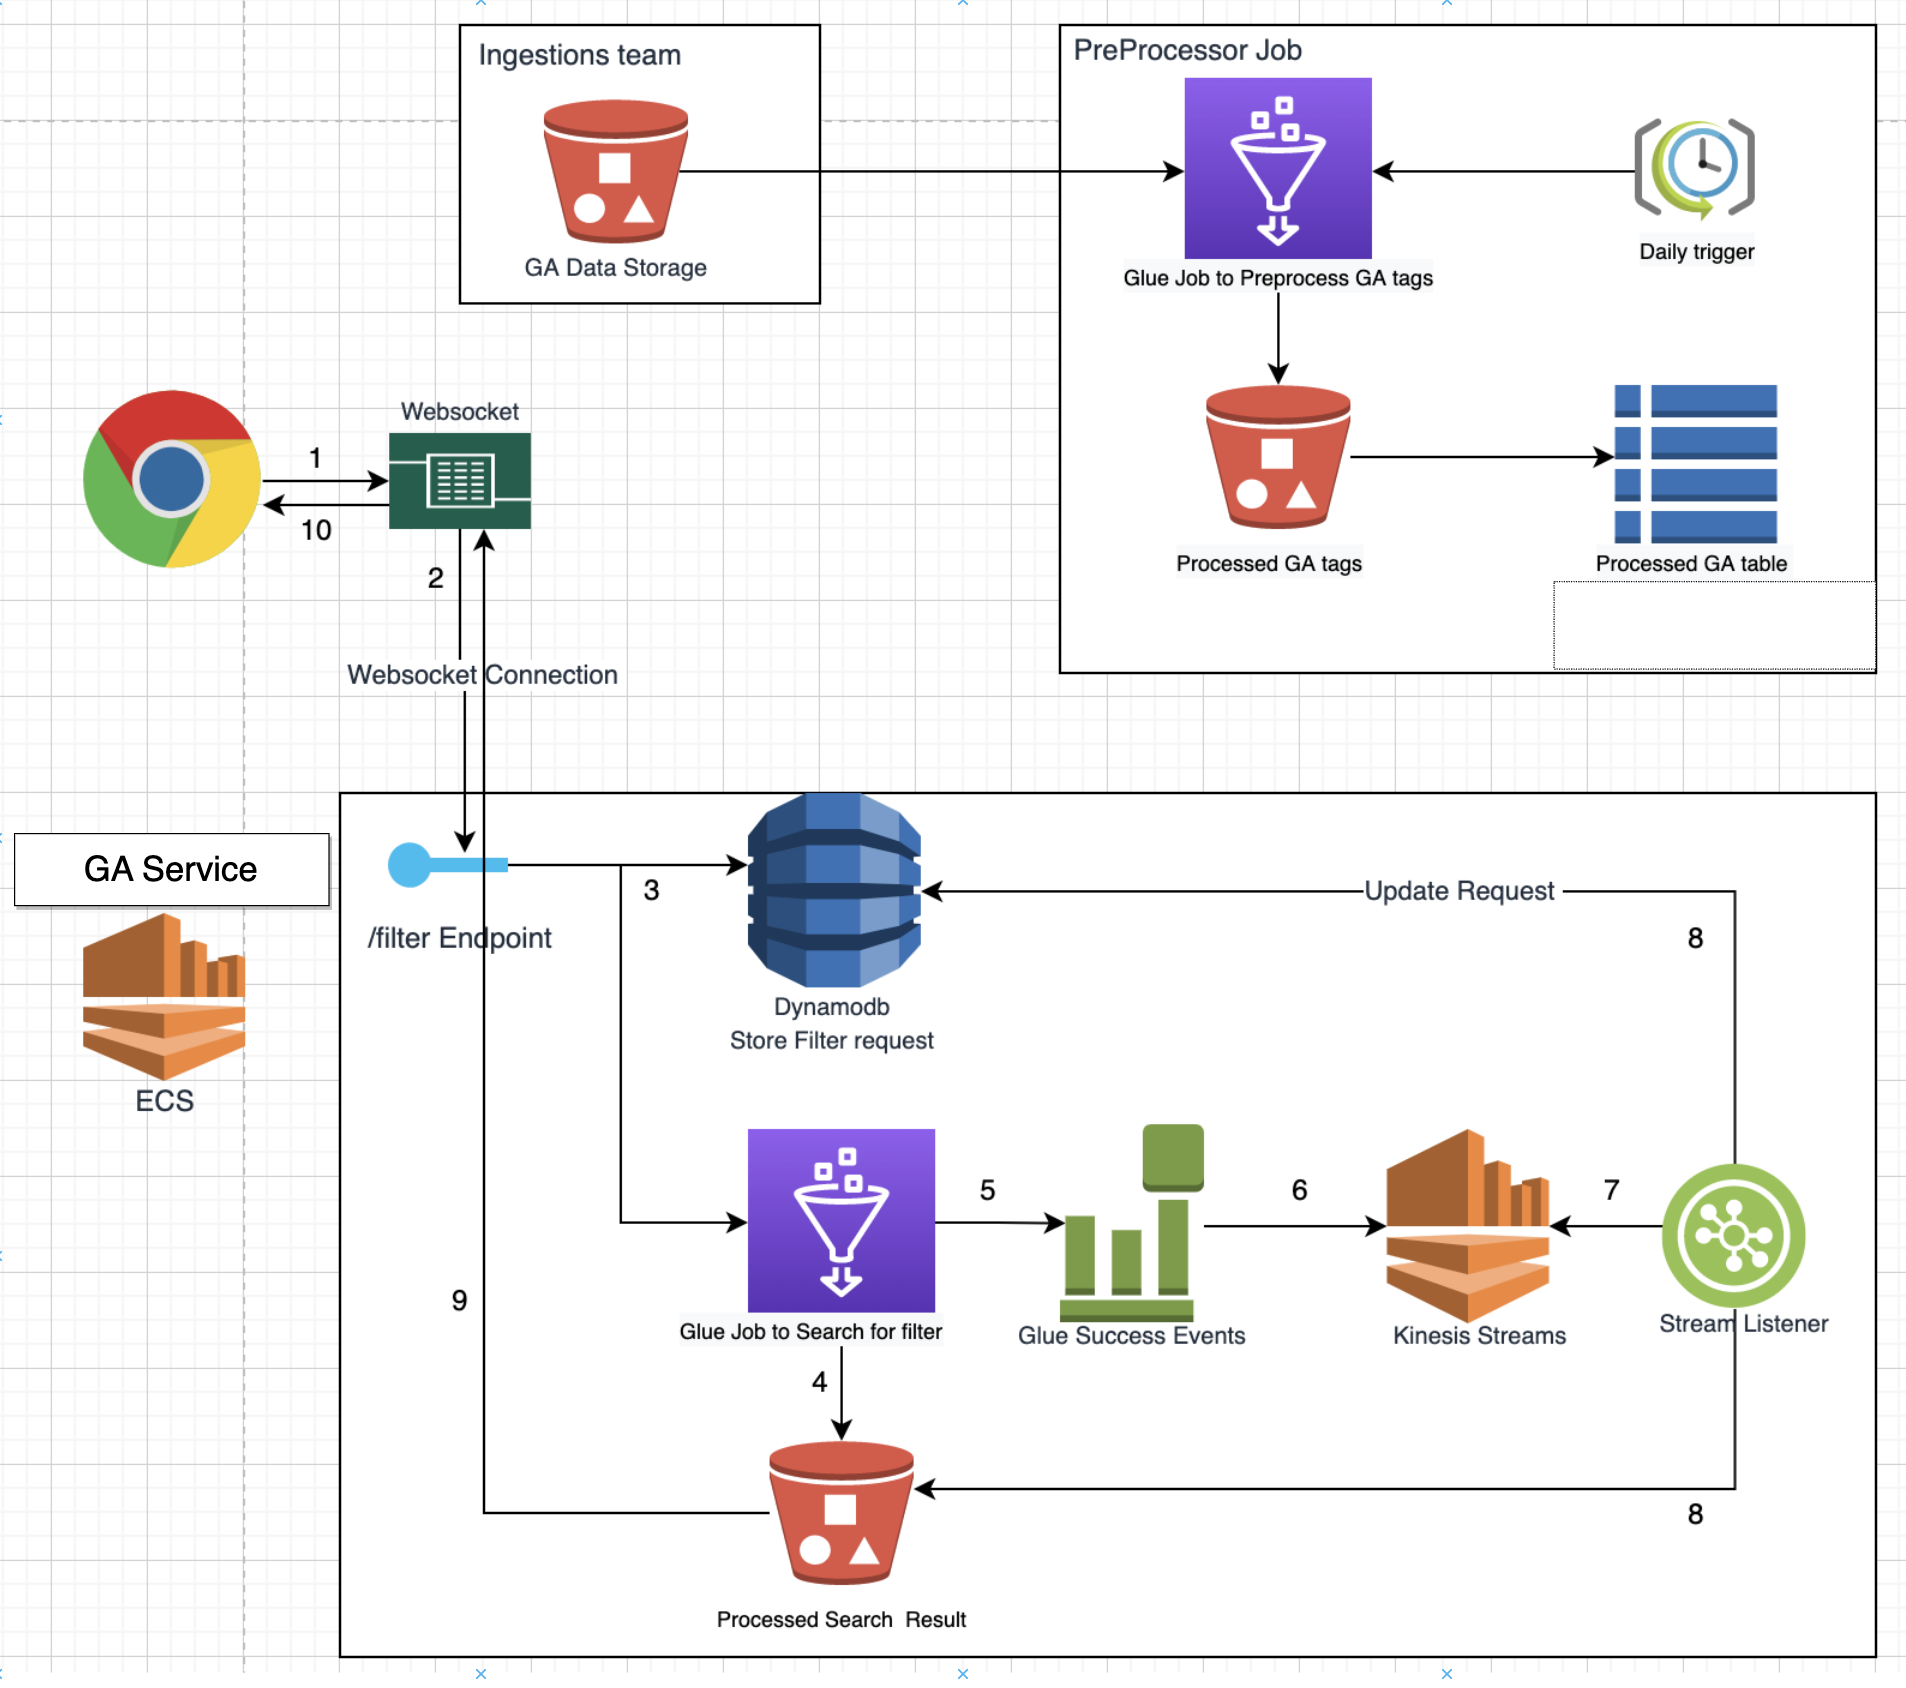 Ingestions team
GA Data Storage
PreProcessor Job
Glue Job to Preprocess GA tags
Daily trigger
Processed GA tags
Processed GA table
Websocket
1
10
2
Websocket Connection
GA Service
ECS
/filter Endpoint
3
Dynamodb
Store Filter request
Update Request
8
Glue Job to Search for filter
5
Glue Success Events
6
Kinesis Streams
7
Stream Listener
9
4
8
Processed Search  Result